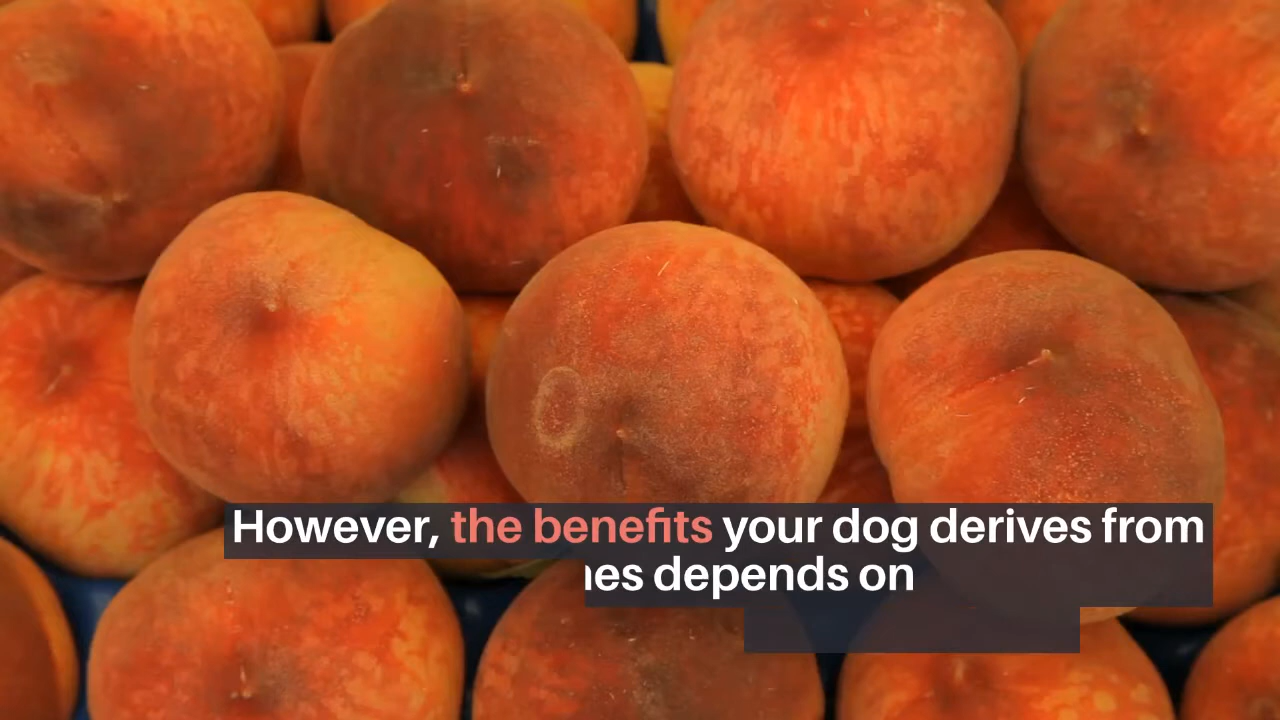 However, the benefits your dog derives from
depends on